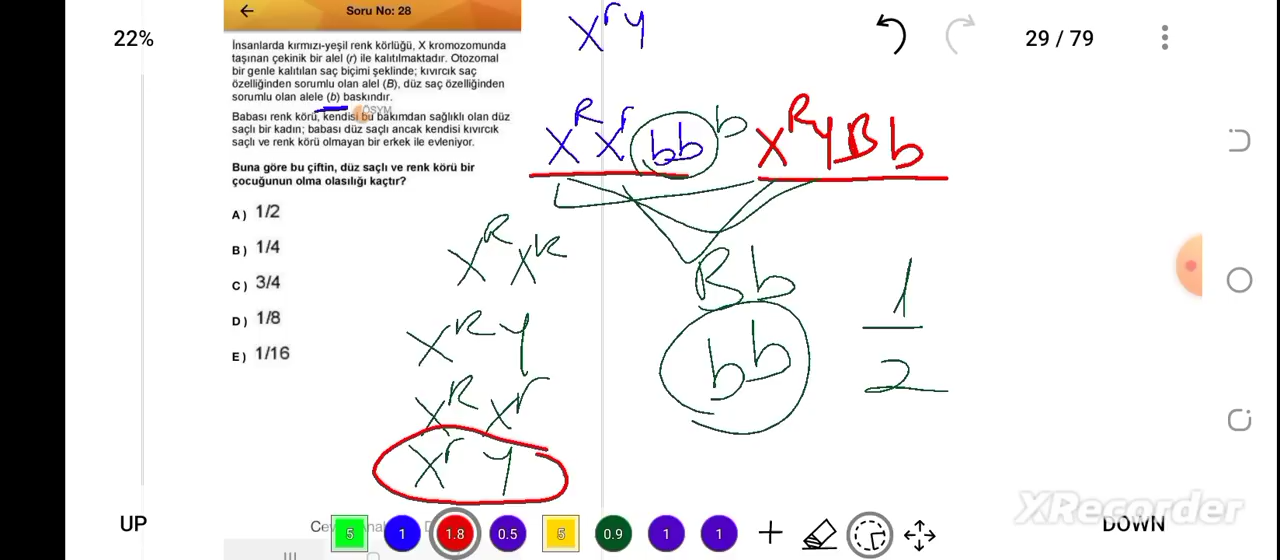 22%
Soru No: 28
29 / 79
İnsanlarda kırmızı-yeşil renk körlüğü, X kromozomunda
taşınan çekinik bir alel (r) ile kalıtılmaktadır. Otozomal
bir genle kalıtılan saç biçimi şeklinde; kıvırcık saç
özelliğinden sorumlu olan alel (B), düz saç özelliğinden
sorumlu olan alele (b) baskındır.
ÖSYM
Babası renk körü, kendisi bu bakımdan sağlıklı olan düz
saçlı bir kadın; babası düz saçlı ancak kendisi kıvırcık
saçlı ve renk körü olmayan bir erkek ile evleniyor.
Buna göre bu çiftin, düz saçlı ve renk körü bir
çocuğunun olma olasılığı kaçtır?
A) 1/2
B) 1/4
C) 3/4
D) 1/8
E) 1/16
X^r y
X^R X^r bb b X^R y B b
X^R X^R
X^R y
X^R X^r
X^r y
B b
bb
1
2
XRecorder
UP
5 1 1.8 0.5 5 0.9 1 1
DOWN